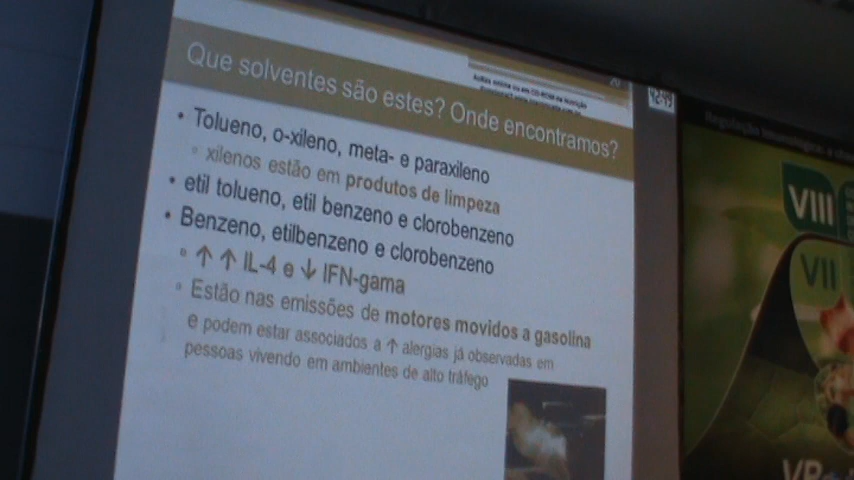 20
Que solventes são estes? Onde encontramos?
• Tolueno, o-xileno, meta- e paraxileno
xilenos estão em produtos de limpeza
• etil tolueno, etil benzeno e clorobenzeno
• Benzeno, etilbenzeno e clorobenzeno
↑ ↑ IL-4 e ↓ IFN-gama
Estão nas emissões de motores movidos a gasolina
e podem estar associados a ↑ alergias já observadas em
pessoas vivendo em ambientes de alto tráfego
VIII
VII
VP